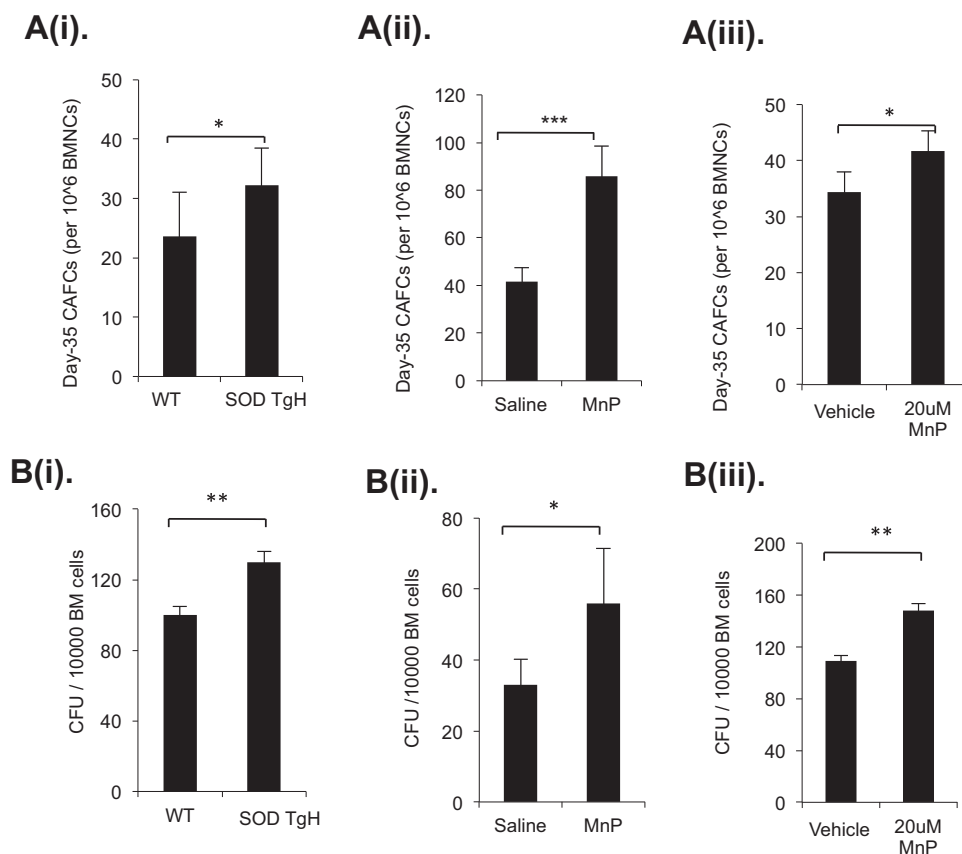 A(i).
Day-35 CAFCs (per 10^6 BMNCs)
50
40
30
20
10
0
*
WT
SOD TgH
A(ii).
Day-35 CAFCs (per 10^6 BMNCs)
120
100
80
60
40
20
0
***
Saline
MnP
A(iii).
Day-35 CAFCs (per 10^6 BMNCs)
50
40
30
20
10
0
*
Vehicle
20uM
MnP
B(i).
CFU / 10000 BM cells
160
120
80
40
0
**
WT
SOD TgH
B(ii).
CFU /10000 BM cells
80
60
40
20
0
*
Saline
MnP
B(iii).
CFU / 10000 BM cells
200
160
120
80
40
0
**
Vehicle
20uM
MnP